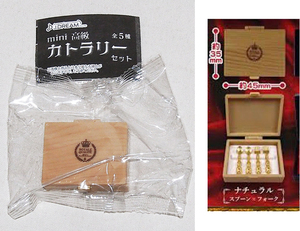 J.DREAM
mini 高級 全5種
カトラリー
セット
約35mm
約45mm
ナチュラル
スプーン×フォーク